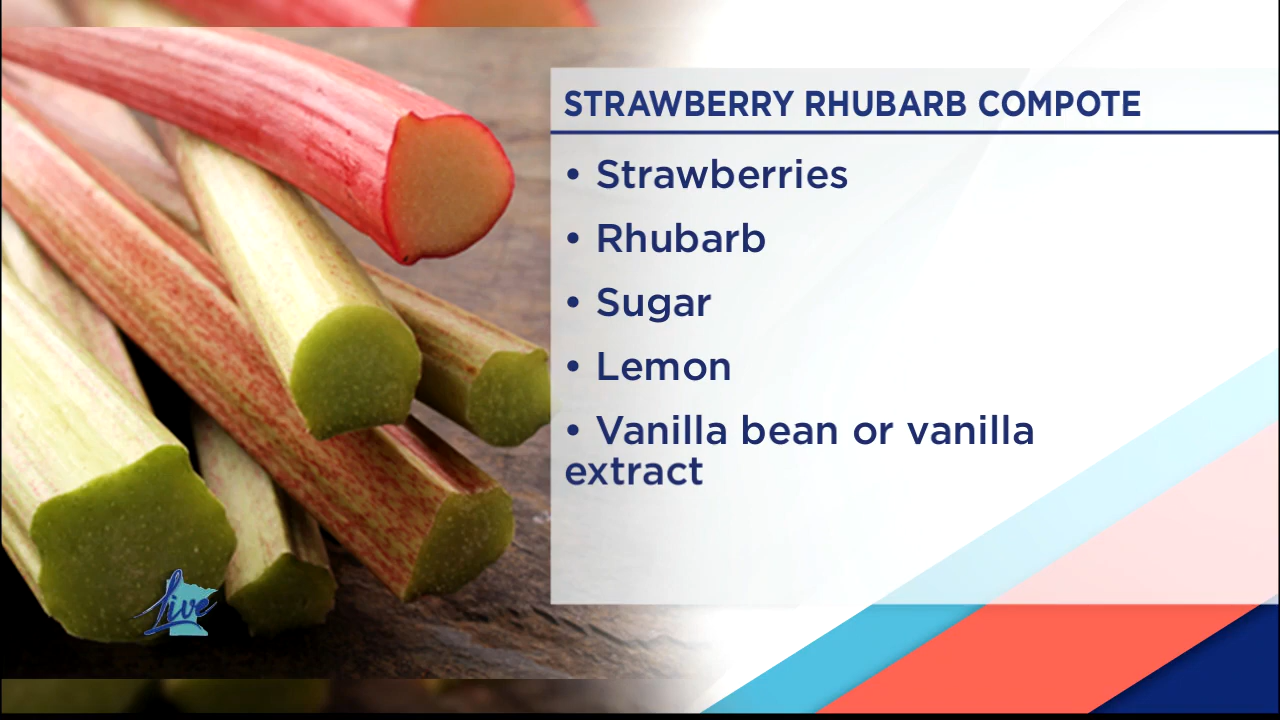 STRAWBERRY RHUBARB COMPOTE
• Strawberries
• Rhubarb
• Sugar
• Lemon
• Vanilla bean or vanilla
extract
Live